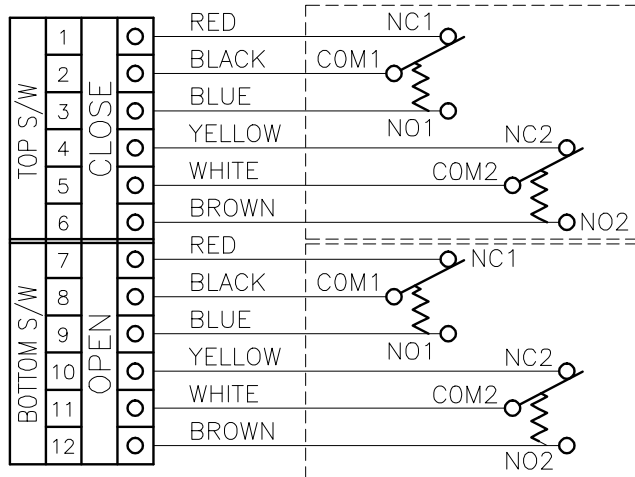 TOP S/W
CLOSE
1 RED NC1
2 BLACK COM1
3 BLUE NO1
4 YELLOW NC2
5 WHITE COM2
6 BROWN NO2
BOTTOM S/W
OPEN
7 RED NC1
8 BLACK COM1
9 BLUE NO1
10 YELLOW NC2
11 WHITE COM2
12 BROWN NO2